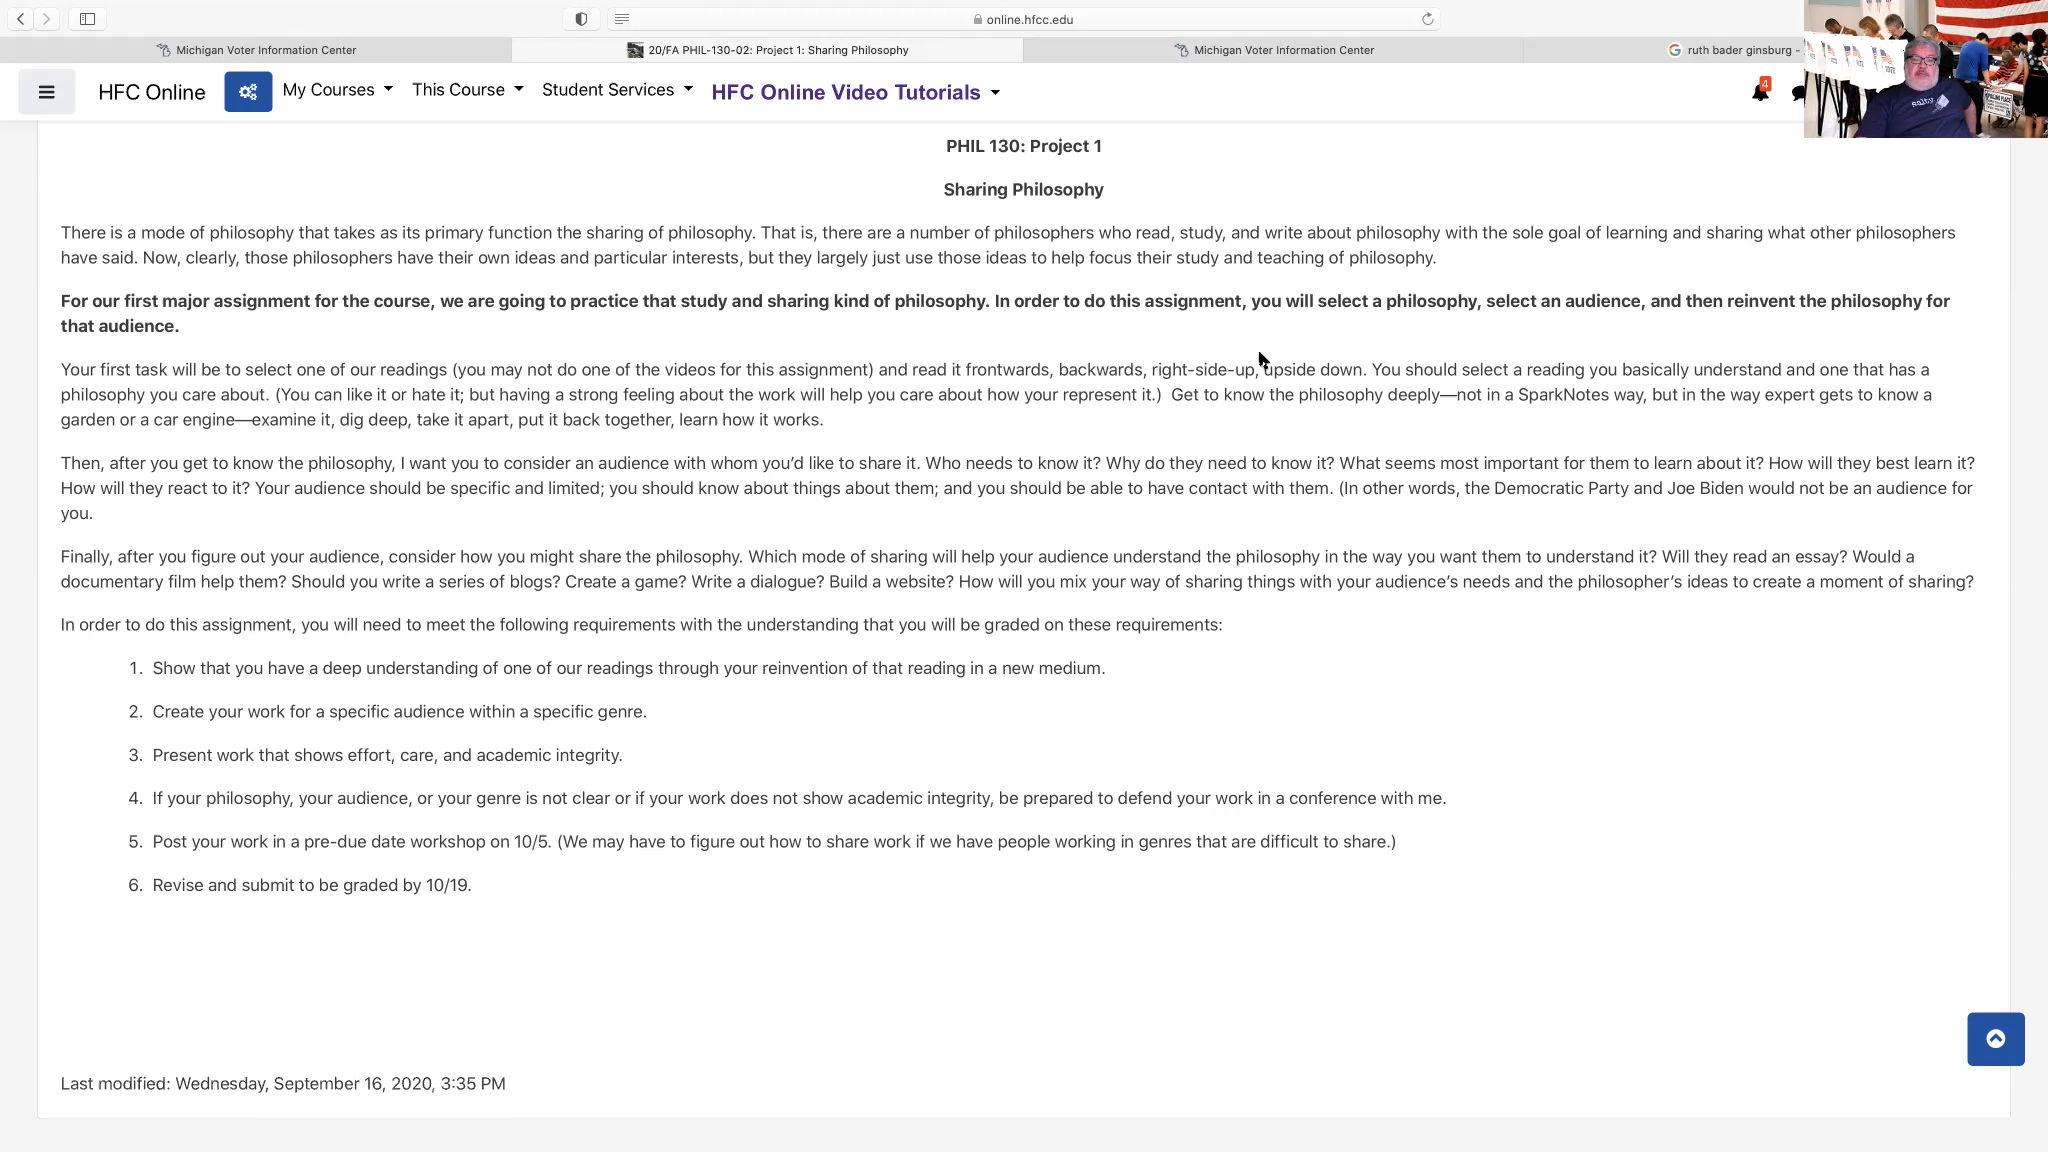 online.hfcc.edu
Michigan Voter Information Center
20/FA PHIL-130-02: Project 1: Sharing Philosophy
Michigan Voter Information Center
ruth bader ginsburg -
HFC Online
My Courses
This Course
Student Services
HFC Online Video Tutorials
4
PHIL 130: Project 1
Sharing Philosophy
There is a mode of philosophy that takes as its primary function the sharing of philosophy. That is, there are a number of philosophers who read, study, and write about philosophy with the sole goal of learning and sharing what other philosophers
have said. Now, clearly, those philosophers have their own ideas and particular interests, but they largely just use those ideas to help focus their study and teaching of philosophy.
For our first major assignment for the course, we are going to practice that study and sharing kind of philosophy. In order to do this assignment, you will select a philosophy, select an audience, and then reinvent the philosophy for
that audience.
Your first task will be to select one of our readings (you may not do one of the videos for this assignment) and read it frontwards, backwards, right-side-up, upside down. You should select a reading you basically understand and one that has a
philosophy you care about. (You can like it or hate it; but having a strong feeling about the work will help you care about how your represent it.)  Get to know the philosophy deeply—not in a SparkNotes way, but in the way expert gets to know a
garden or a car engine—examine it, dig deep, take it apart, put it back together, learn how it works.
Then, after you get to know the philosophy, I want you to consider an audience with whom you'd like to share it. Who needs to know it? Why do they need to know it? What seems most important for them to learn about it? How will they best learn it?
How will they react to it? Your audience should be specific and limited; you should know about things about them; and you should be able to have contact with them. (In other words, the Democratic Party and Joe Biden would not be an audience for
you.
Finally, after you figure out your audience, consider how you might share the philosophy. Which mode of sharing will help your audience understand the philosophy in the way you want them to understand it? Will they read an essay? Would a
documentary film help them? Should you write a series of blogs? Create a game? Write a dialogue? Build a website? How will you mix your way of sharing things with your audience's needs and the philosopher's ideas to create a moment of sharing?
In order to do this assignment, you will need to meet the following requirements with the understanding that you will be graded on these requirements:
1. Show that you have a deep understanding of one of our readings through your reinvention of that reading in a new medium.
2. Create your work for a specific audience within a specific genre.
3. Present work that shows effort, care, and academic integrity.
4. If your philosophy, your audience, or your genre is not clear or if your work does not show academic integrity, be prepared to defend your work in a conference with me.
5. Post your work in a pre-due date workshop on 10/5. (We may have to figure out how to share work if we have people working in genres that are difficult to share.)
6. Revise and submit to be graded by 10/19.
Last modified: Wednesday, September 16, 2020, 3:35 PM